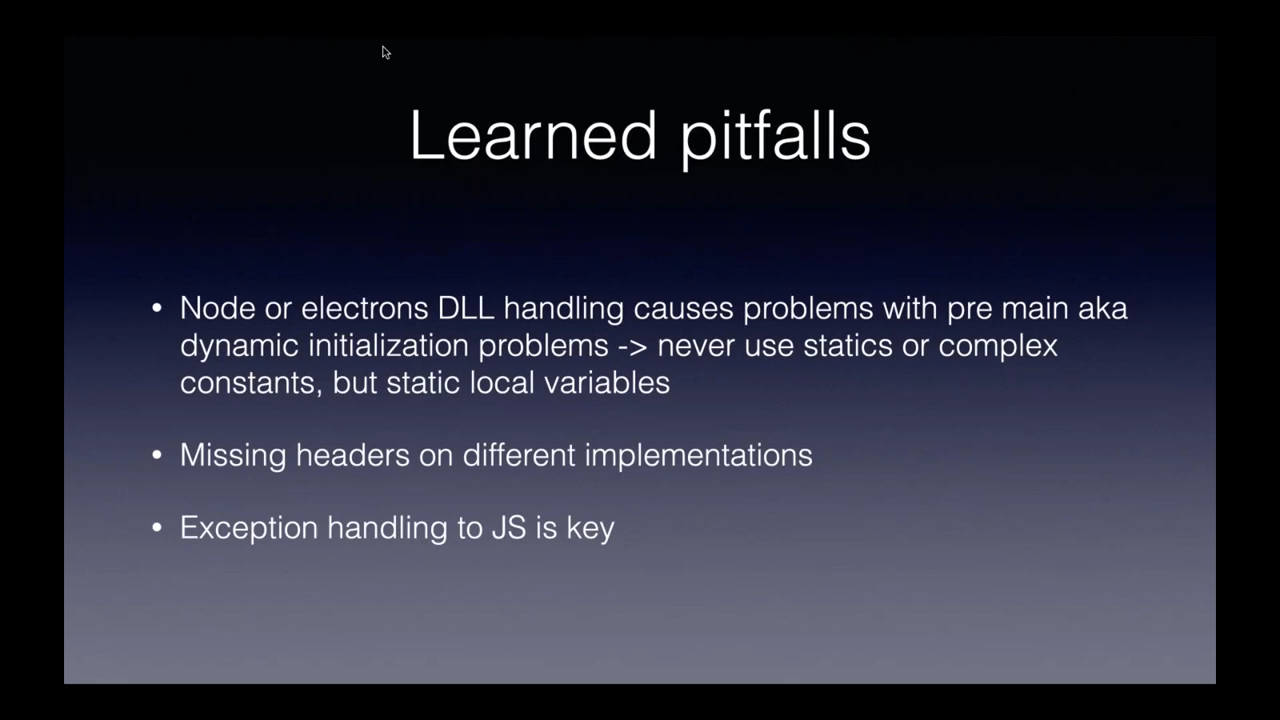 Learned pitfalls
• Node or electrons DLL handling causes problems with pre main aka
dynamic initialization problems -> never use statics or complex
constants, but static local variables
• Missing headers on different implementations
• Exception handling to JS is key